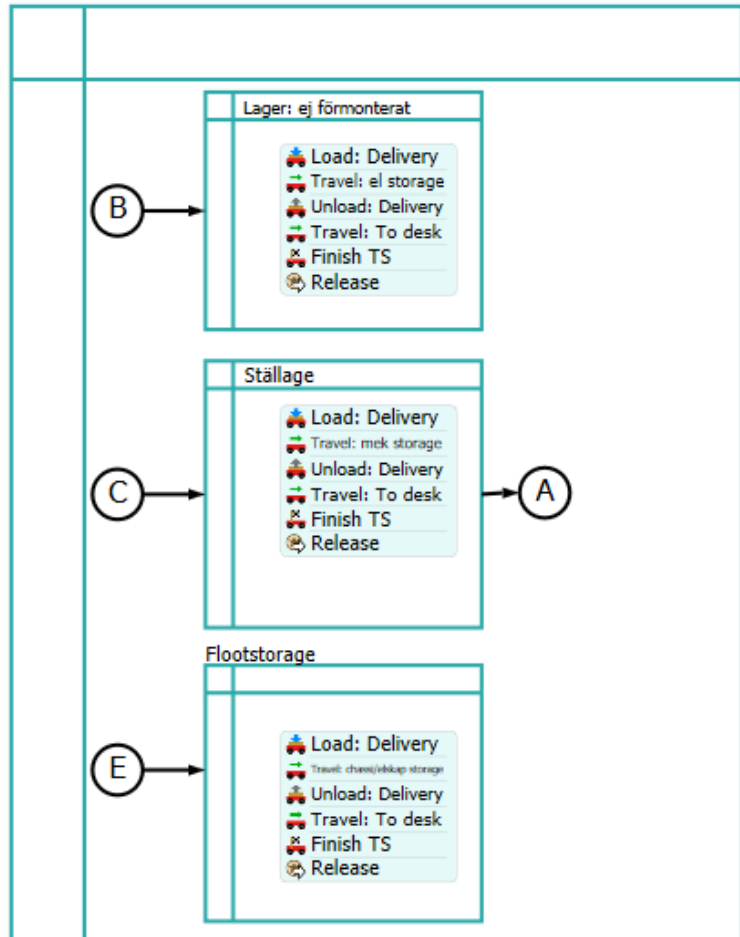 Lager: ej förmonterat
Load: Delivery
Travel: el storage
B
Unload: Delivery
Travel: To desk
Finish TS
Release
Ställage
Load: Delivery
Travel: mek storage
Unload: Delivery
C
Travel: To desk
A
Finish TS
Release
Flootstorage
Load: Delivery
E
Travel: chassi/elskap storage
Unload: Delivery
Travel: To desk
Finish TS
Release